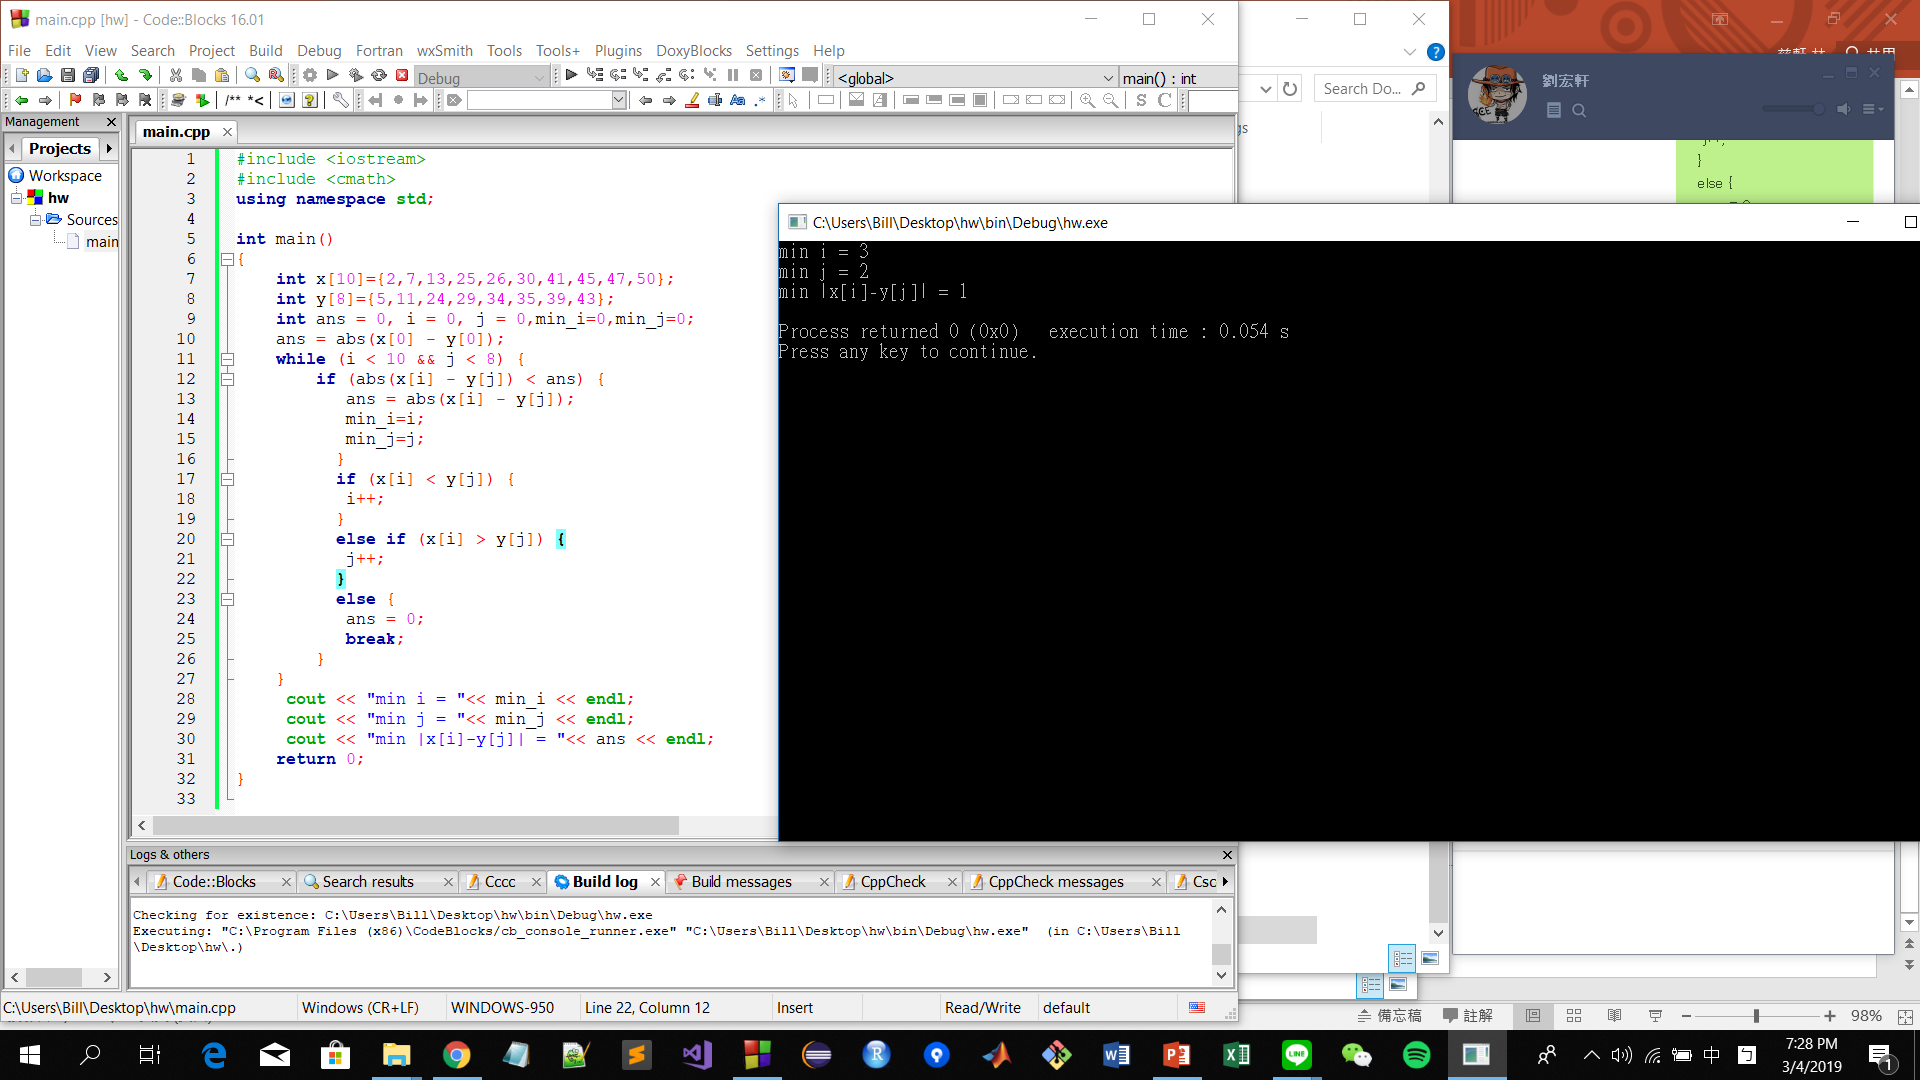 main.cpp [hw] - Code::Blocks 16.01
File Edit View Search Project Build Debug Fortran wxSmith Tools Tools+ Plugins DoxyBlocks Settings Help
Debug
<global>
main() : int
/** *<
Aa .*
S C
Search Do...
劉宏軒
Management
Projects
Workspace
hw
Sources
main
main.cpp
1 #include <iostream>
2 #include <cmath>
3 using namespace std;
4
5 int main()
6 {
7 int x[10]={2,7,13,25,26,30,41,45,47,50};
8 int y[8]={5,11,24,29,34,35,39,43};
9 int ans = 0, i = 0, j = 0,min_i=0,min_j=0;
10 ans = abs(x[0] - y[0]);
11 while (i < 10 && j < 8) {
12 if (abs(x[i] - y[j]) < ans) {
13 ans = abs(x[i] - y[j]);
14 min_i=i;
15 min_j=j;
16 }
17 if (x[i] < y[j]) {
18 i++;
19 }
20 else if (x[i] > y[j]) {
21 j++;
22 }
23 else {
24 ans = 0;
25 break;
26 }
27 }
28 cout << "min i = "<< min_i << endl;
29 cout << "min j = "<< min_j << endl;
30 cout << "min |x[i]-y[j]| = "<< ans << endl;
31 return 0;
32 }
33
}
else {
C:\Users\Bill\Desktop\hw\bin\Debug\hw.exe
min i = 3
min j = 2
min |x[i]-y[j]| = 1
Process returned 0 (0x0) execution time : 0.054 s
Press any key to continue.
Logs & others
Code::Blocks
Search results
Cccc
Build log
Build messages
CppCheck
CppCheck messages
Csc
Checking for existence: C:\Users\Bill\Desktop\hw\bin\Debug\hw.exe
Executing: "C:\Program Files (x86)\CodeBlocks/cb_console_runner.exe" "C:\Users\Bill\Desktop\hw\bin\Debug\hw.exe" (in C:\Users\Bill
\Desktop\hw\.)
C:\Users\Bill\Desktop\hw\main.cpp
Windows (CR+LF)
WINDOWS-950
Line 22, Column 12
Insert
Read/Write
default
備忘稿
註解
98%
中
7:28 PM
3/4/2019
1